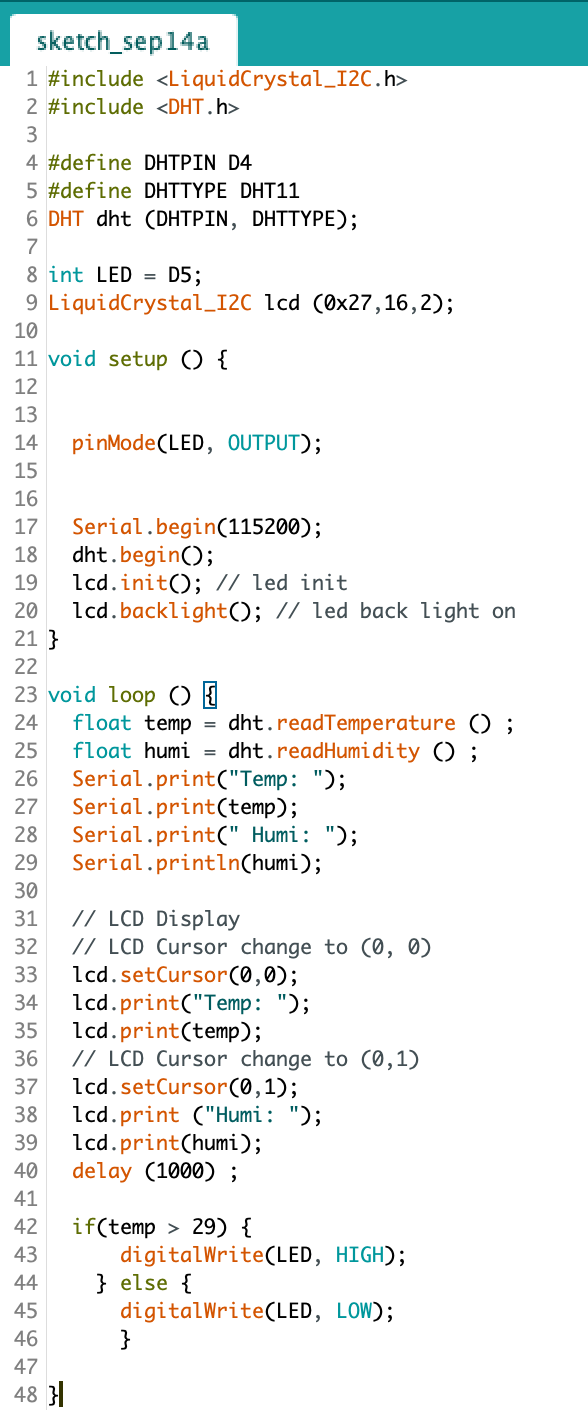 sketch_sep14a
1 #include <LiquidCrystal_I2C.h>
2 #include <DHT.h>
3
4 #define DHTPIN D4
5 #define DHTTYPE DHT11
6 DHT dht (DHTPIN, DHTTYPE);
7
8 int LED = D5;
9 LiquidCrystal_I2C lcd (0x27,16,2);
10
11 void setup () {
12
13
14   pinMode(LED, OUTPUT);
15
16
17   Serial.begin(115200);
18   dht.begin();
19   lcd.init(); // led init
20   lcd.backlight(); // led back light on
21 }
22
23 void loop () {
24   float temp = dht.readTemperature () ;
25   float humi = dht.readHumidity () ;
26   Serial.print("Temp: ");
27   Serial.print(temp);
28   Serial.print(" Humi: ");
29   Serial.println(humi);
30
31   // LCD Display
32   // LCD Cursor change to (0, 0)
33   lcd.setCursor(0,0);
34   lcd.print("Temp: ");
35   lcd.print(temp);
36   // LCD Cursor change to (0,1)
37   lcd.setCursor(0,1);
38   lcd.print ("Humi: ");
39   lcd.print(humi);
40   delay (1000) ;
41
42   if(temp > 29) {
43       digitalWrite(LED, HIGH);
44     } else {
45       digitalWrite(LED, LOW);
46       }
47
48 }